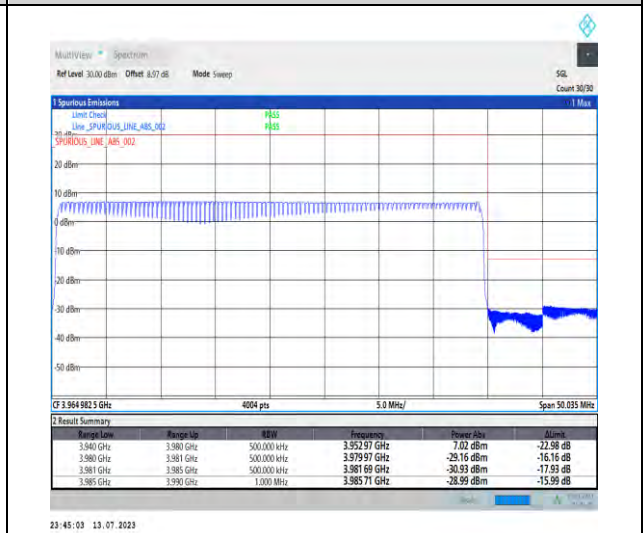 MultiView Spectrum
Ref Level 30.00 dBm Offset 8.97 dB Mode Sweep SGL
Count 30/30
1 Spurious Emissions 1 Max
Limit Check PASS
Line _SPURIOUS_LINE_ABS_002 PASS
_SPURIOUS_LINE_ABS_002
20 dBm
10 dBm
0 dBm
-10 dBm
-20 dBm
-30 dBm
-40 dBm
-50 dBm
CF 3.964 982 5 GHz 4004 pts 5.0 MHz/ Span 50.035 MHz
2 Result Summary
Range Low Range Up RBW Frequency Power Abs ΔLimit
3.940 GHz 3.980 GHz 500.000 kHz 3.952 97 GHz 7.02 dBm -22.98 dB
3.980 GHz 3.981 GHz 500.000 kHz 3.979 97 GHz -29.16 dBm -16.16 dB
3.981 GHz 3.985 GHz 500.000 kHz 3.981 69 GHz -30.93 dBm -17.93 dB
3.985 GHz 3.990 GHz 1.000 MHz 3.985 71 GHz -28.99 dBm -15.99 dB
23:45:03 13.07.2023